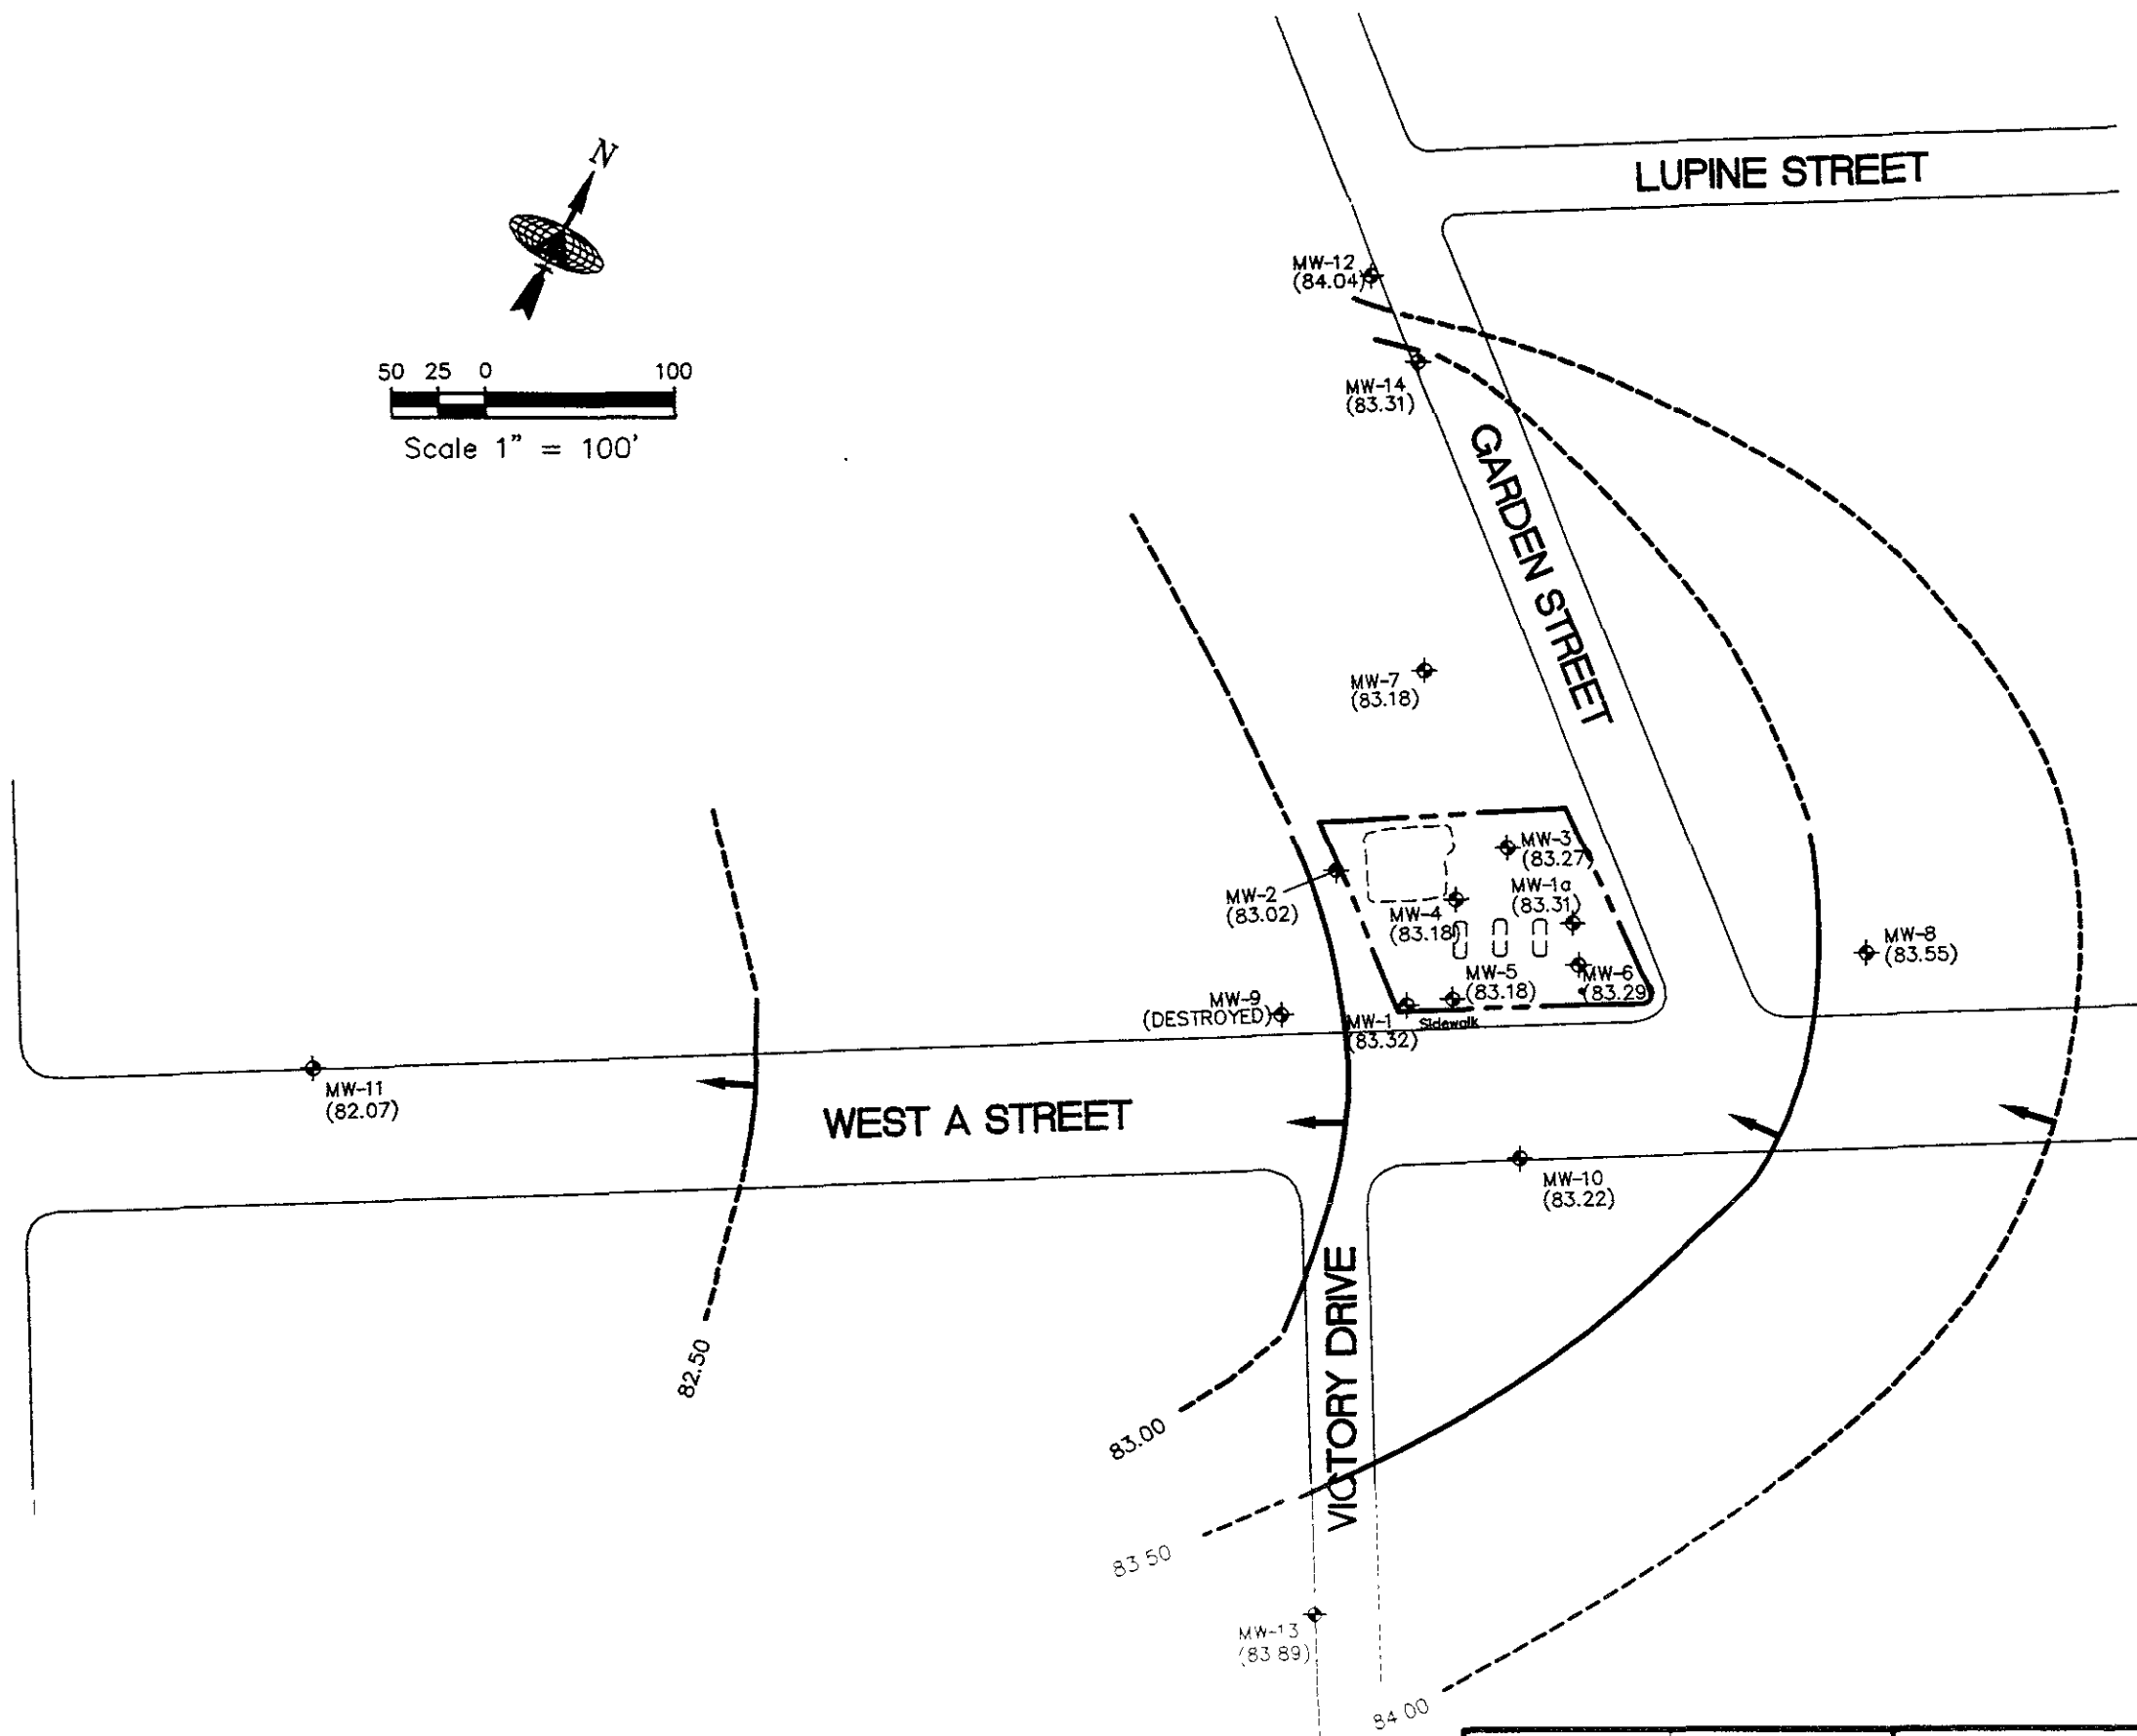 LUPINE STREET
N
50 25 0 100
Scale 1" = 100'
MW-12
(84.04)
MW-14
(83.31)
GARDEN STREET
MW-7
(83.18)
MW-3
(83.27)
MW-2
(83.02)
MW-1a
(83.31)
MW-4
(83.18)
MW-8
(83.55)
MW-5
(83.18)
MW-6
(83.29)
MW-9
(DESTROYED)
MW-1
(83.32)
Sidewalk
MW-11
(82.07)
WEST A STREET
MW-10
(83.22)
VICTORY DRIVE
82.50
83.00
83 50
MW-13
(83 89)
84 00